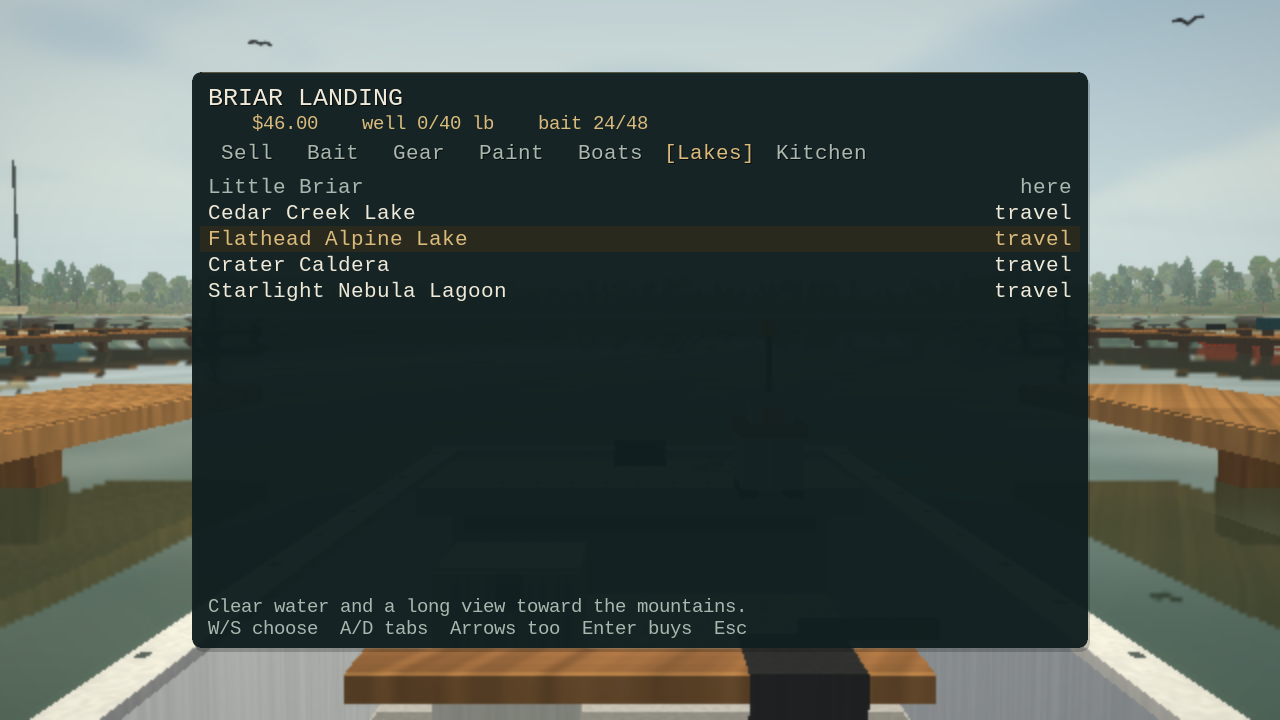 BRIAR LANDING
$46.00 well 0/40 lb bait 24/48
Sell Bait Gear Paint Boats [Lakes] Kitchen
Little Briar here
Cedar Creek Lake travel
Flathead Alpine Lake travel
Crater Caldera travel
Starlight Nebula Lagoon travel
Clear water and a long view toward the mountains.
W/S choose A/D tabs Arrows too Enter buys Esc